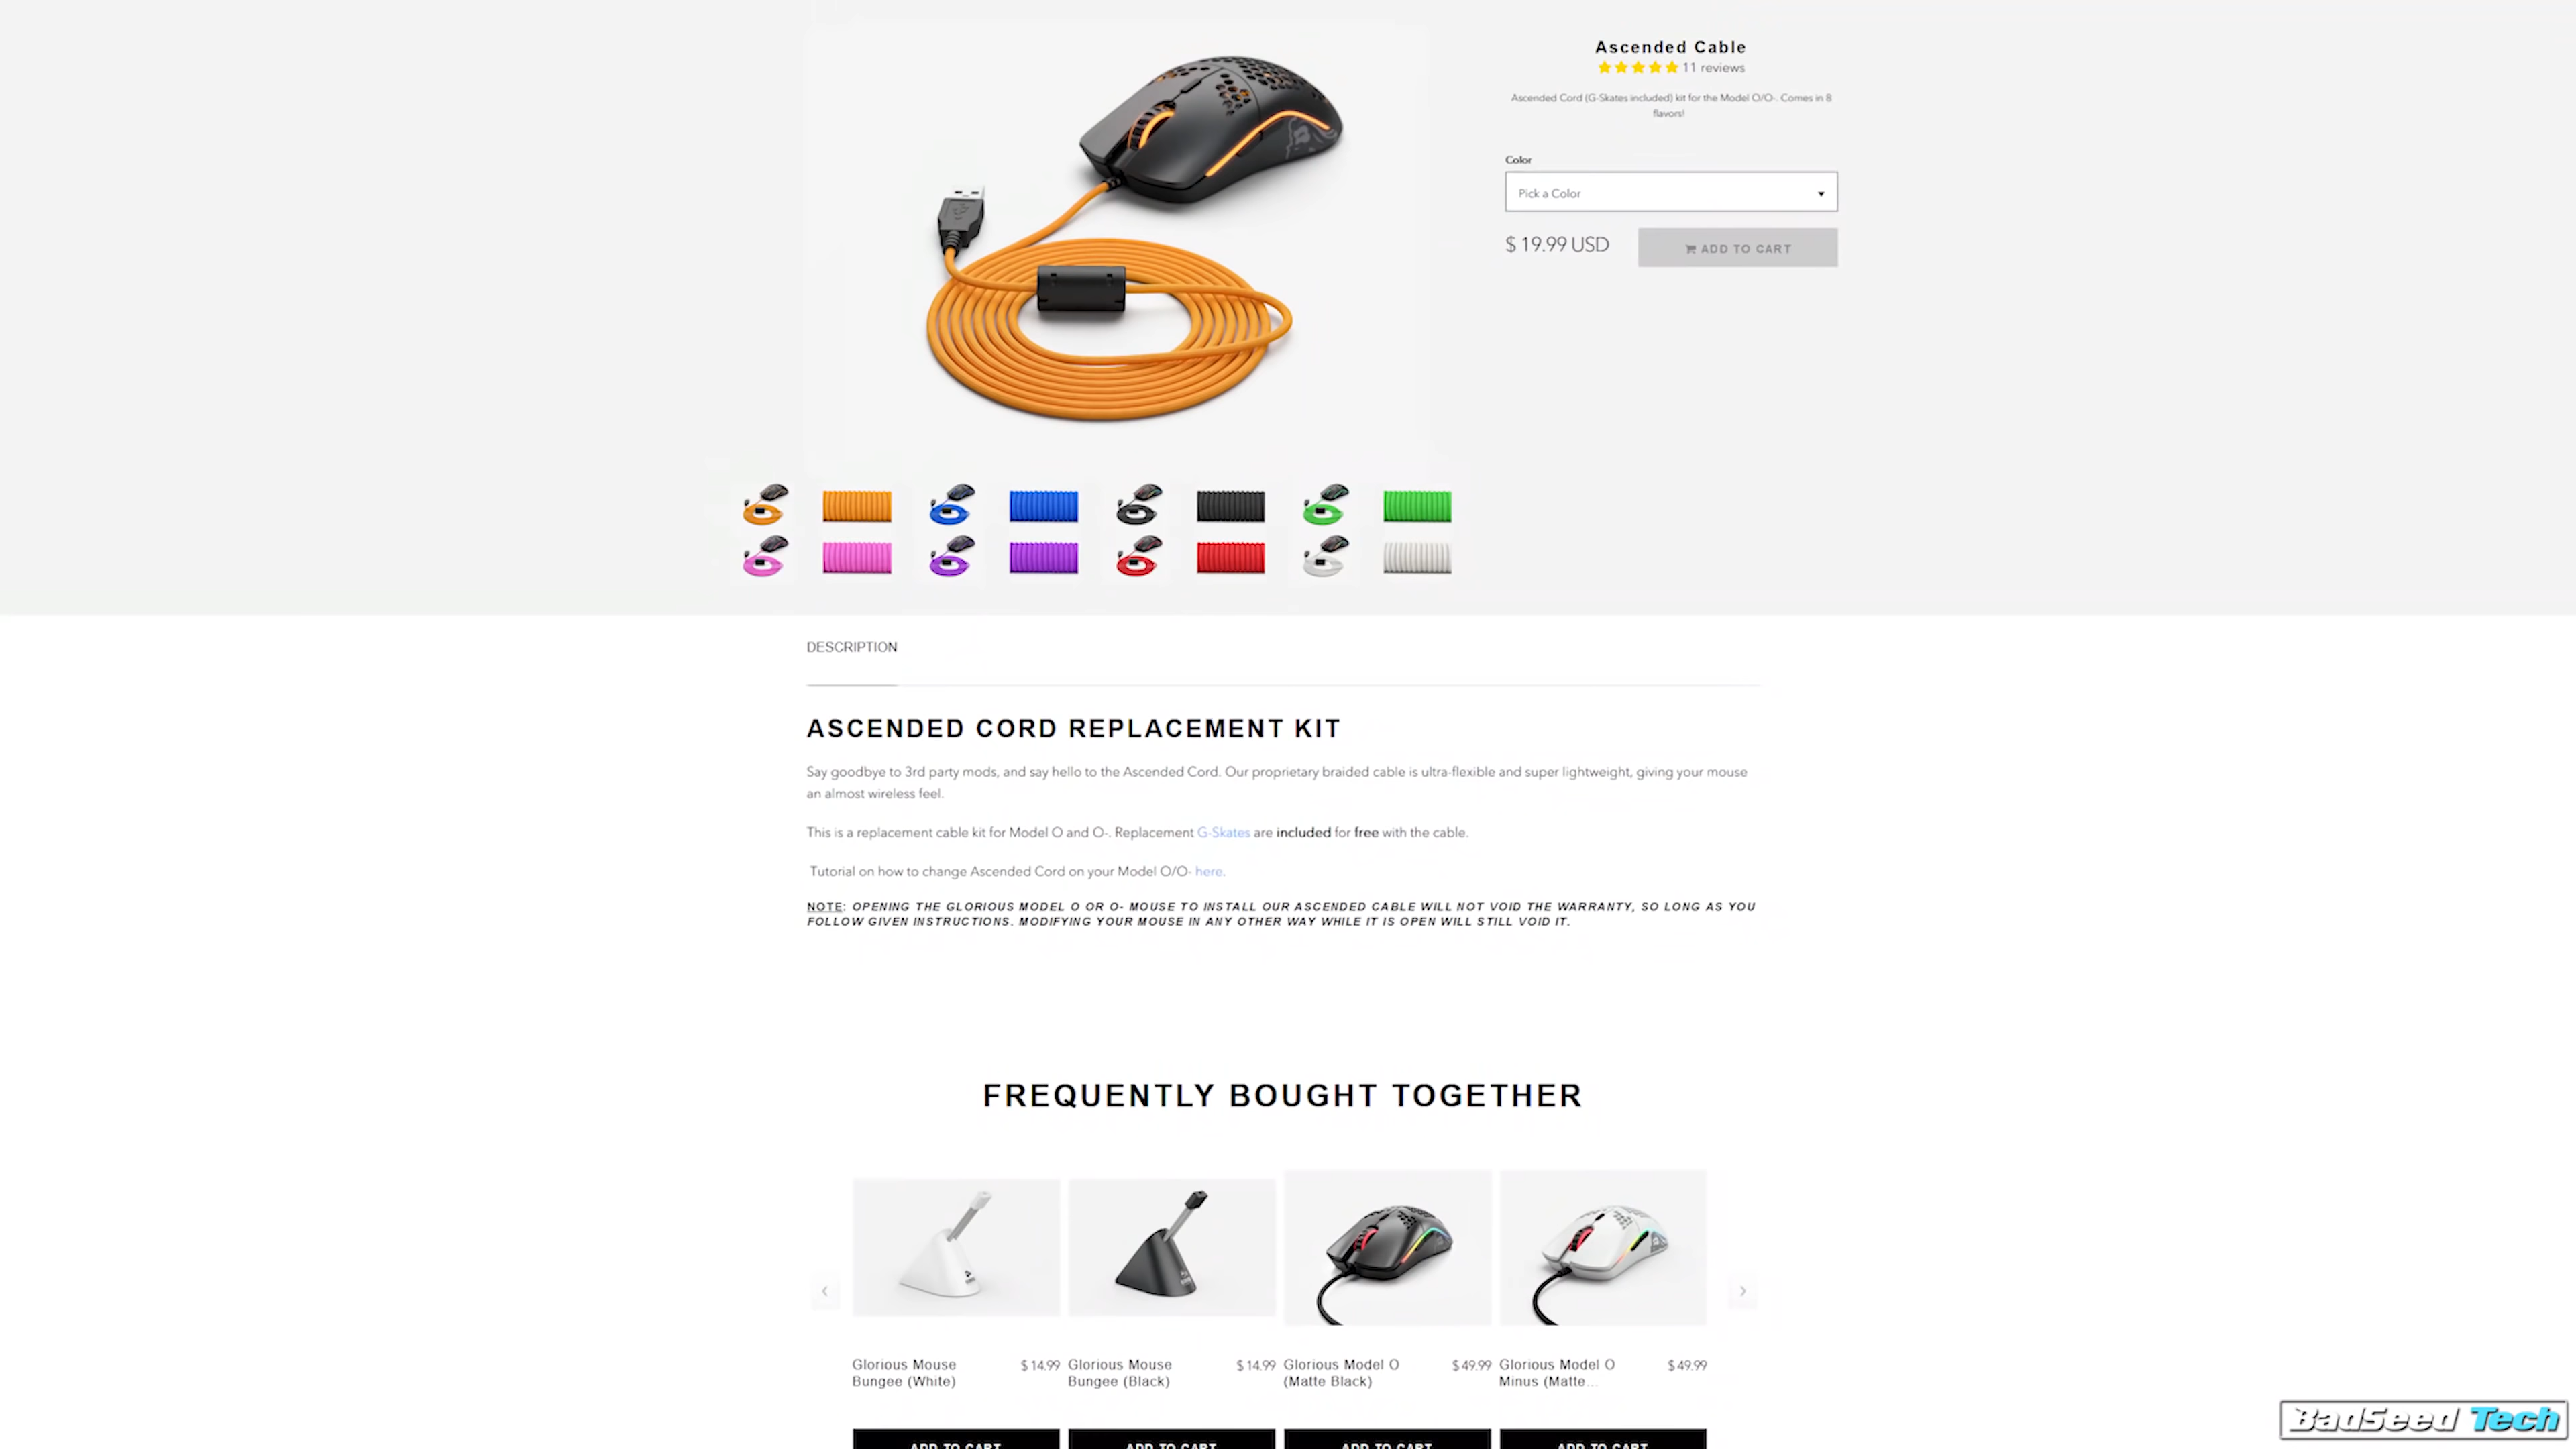 Ascended Cable
11 reviews
Ascended Cord (G-Skates included) kit for the Model O/O-. Comes in 8
flavors!
Color
Pick a Color
$ 19.99 USD
ADD TO CART
DESCRIPTION
ASCENDED CORD REPLACEMENT KIT
Say goodbye to 3rd party mods, and say hello to the Ascended Cord. Our proprietary braided cable is ultra-flexible and super lightweight, giving your mouse
an almost wireless feel.
This is a replacement cable kit for Model O and O-. Replacement G-Skates are included for free with the cable.
Tutorial on how to change Ascended Cord on your Model O/O- here.
NOTE: OPENING THE GLORIOUS MODEL O OR O- MOUSE TO INSTALL OUR ASCENDED CABLE WILL NOT VOID THE WARRANTY, SO LONG AS YOU
FOLLOW GIVEN INSTRUCTIONS. MODIFYING YOUR MOUSE IN ANY OTHER WAY WHILE IT IS OPEN WILL STILL VOID IT.
FREQUENTLY BOUGHT TOGETHER
Glorious Mouse
Bungee (White)
$ 14.99
Glorious Mouse
Bungee (Black)
$ 14.99
Glorious Model O
(Matte Black)
$ 49.99
Glorious Model O
Minus (Matte...
$ 49.99
ADD TO CART
ADD TO CART
ADD TO CART
ADD TO CART
BadSeed Tech